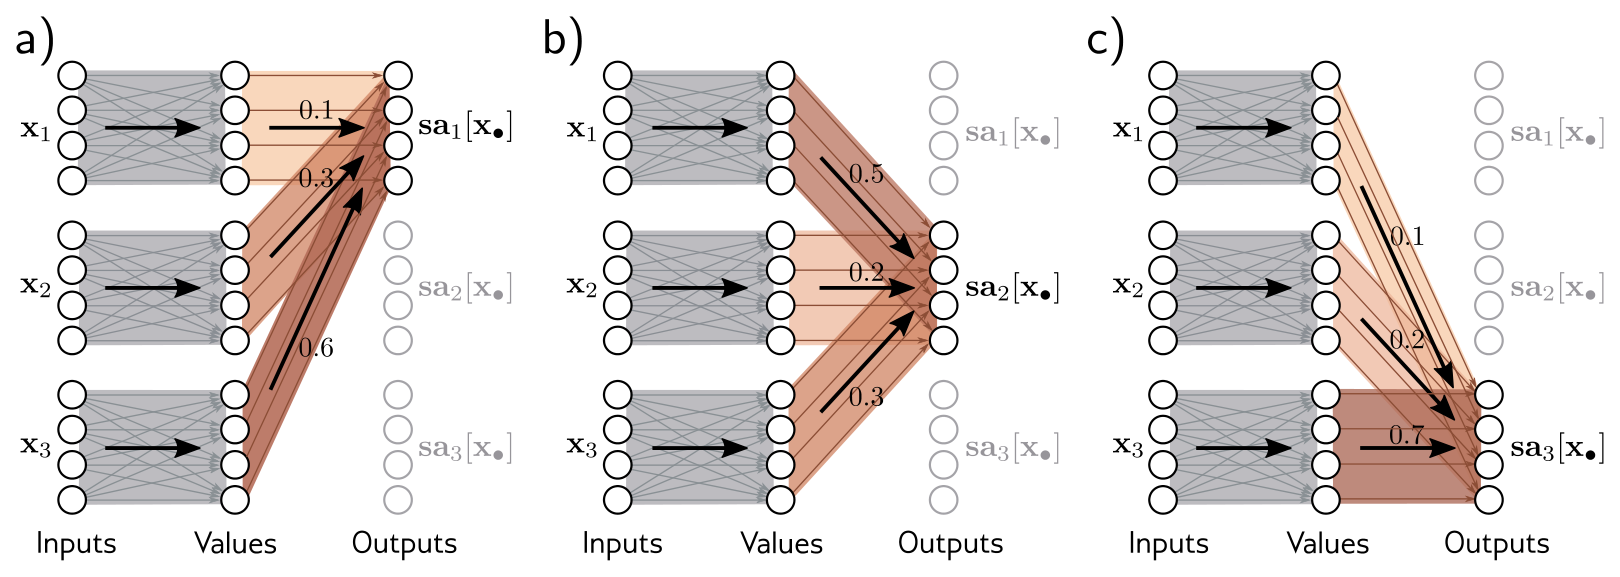 a)
x₁
0.1
sa₁[x•]
0.3
x₂
sa₂[x•]
0.6
x₃
sa₃[x•]
Inputs Values Outputs
b)
x₁
sa₁[x•]
0.5
x₂
0.2
sa₂[x•]
0.3
x₃
sa₃[x•]
Inputs Values Outputs
c)
x₁
sa₁[x•]
0.1
x₂
sa₂[x•]
0.2
x₃
0.7
sa₃[x•]
Inputs Values Outputs